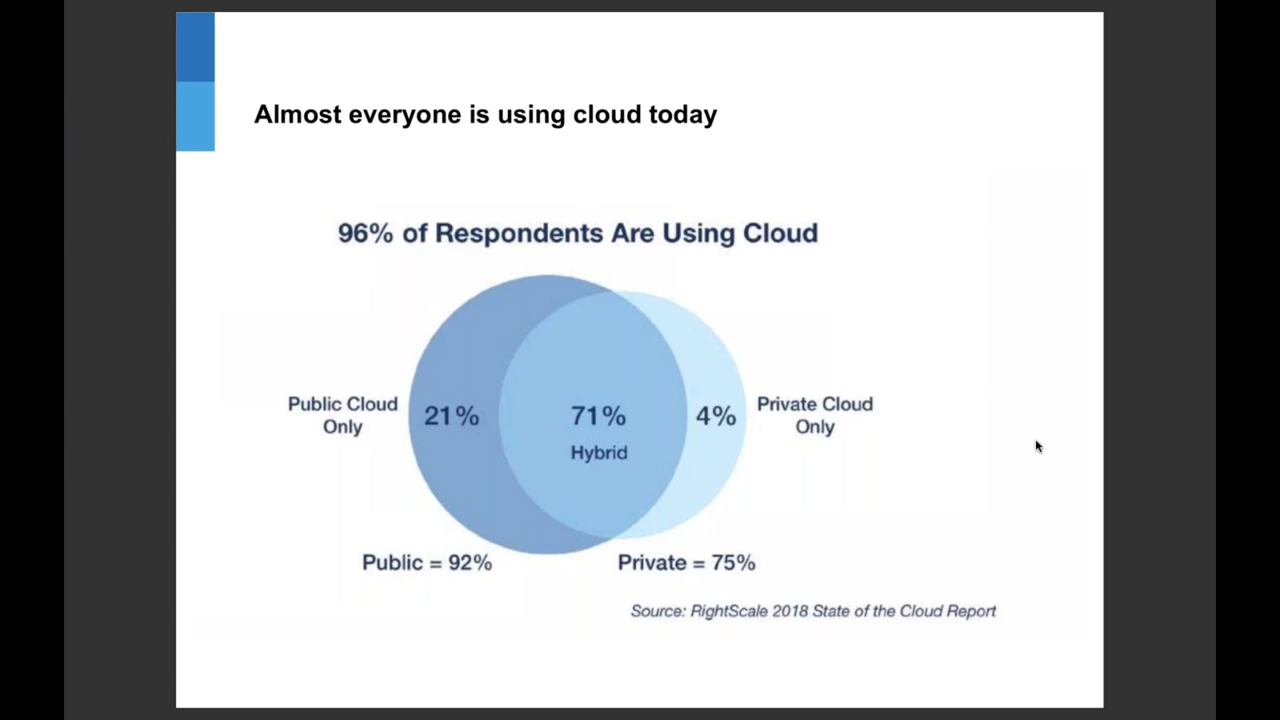 Almost everyone is using cloud today
96% of Respondents Are Using Cloud
Public Cloud
Only
21%
71%
Hybrid
4%
Private Cloud
Only
Public = 92%
Private = 75%
Source: RightScale 2018 State of the Cloud Report